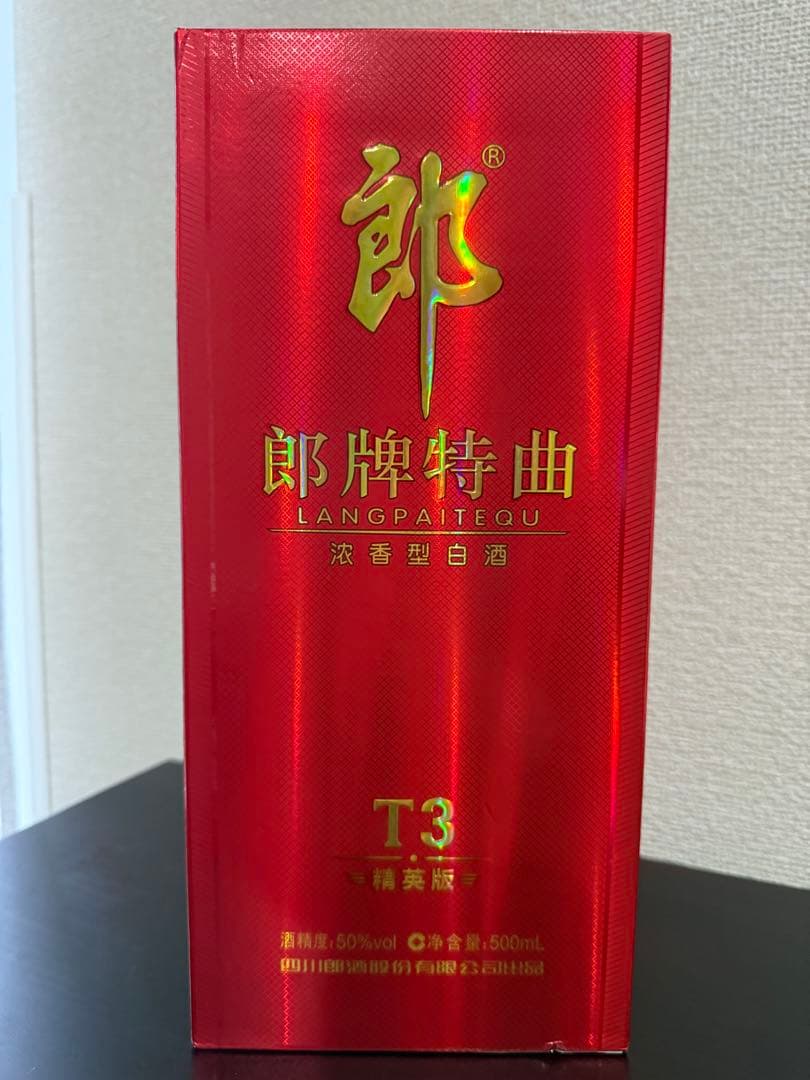 郎®
郎牌特曲
LANGPAITEQU
浓香型白酒
T3
精英版
酒精度:50%vol C净含量:500mL
四川郎酒股份有限公司出品